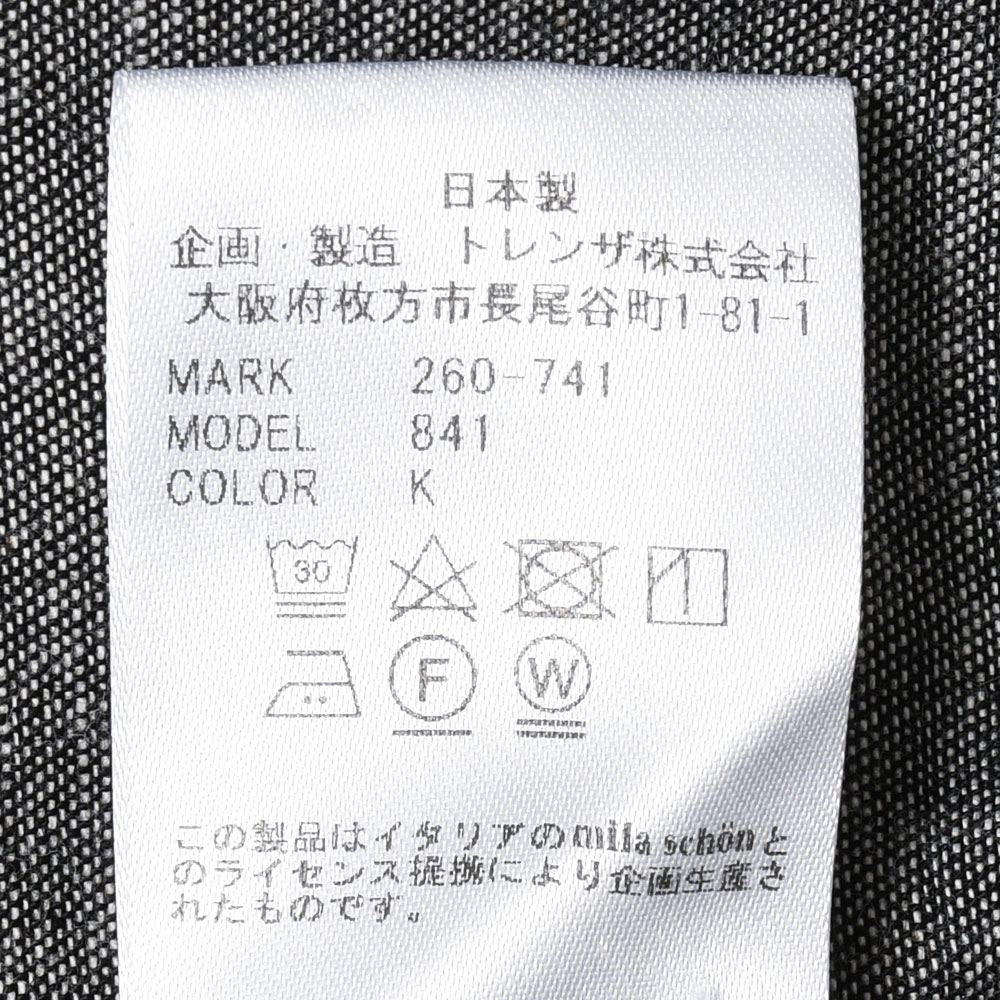 日本製
企画・製造 トレンザ株式会社
大阪府枚方市長尾谷町1-81-1
MARK 260-741
MODEL 841
COLOR K
30
F
W
この製品はイタリアのmila schönと
のライセンス提携により企画生産さ
れたものです。